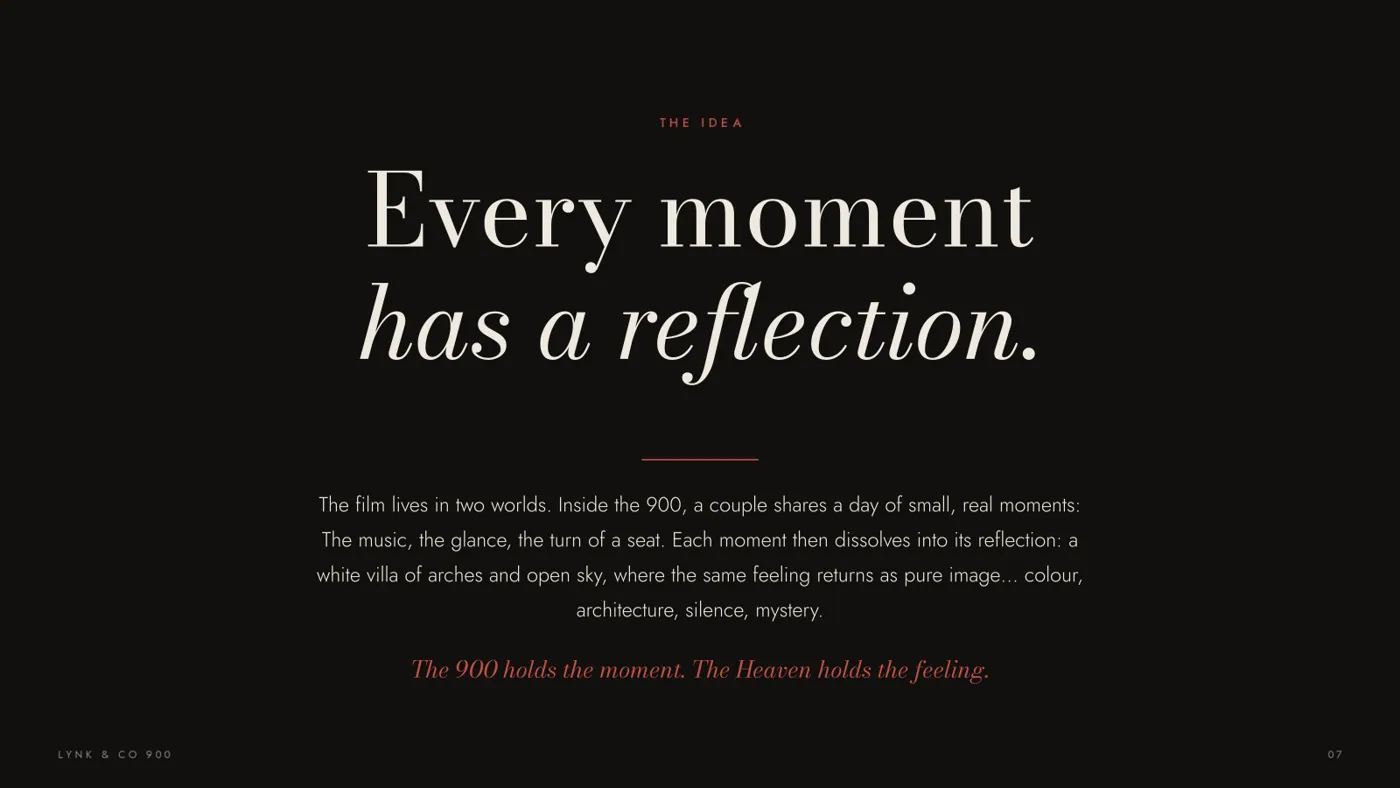 THE IDEA
Every moment
has a reflection.
The film lives in two worlds. Inside the 900, a couple shares a day of small, real moments:
The music, the glance, the turn of a seat. Each moment then dissolves into its reflection: a
white villa of arches and open sky, where the same feeling returns as pure image... colour,
architecture, silence, mystery.
The 900 holds the moment. The Heaven holds the feeling.
LYNK & CO 900
07